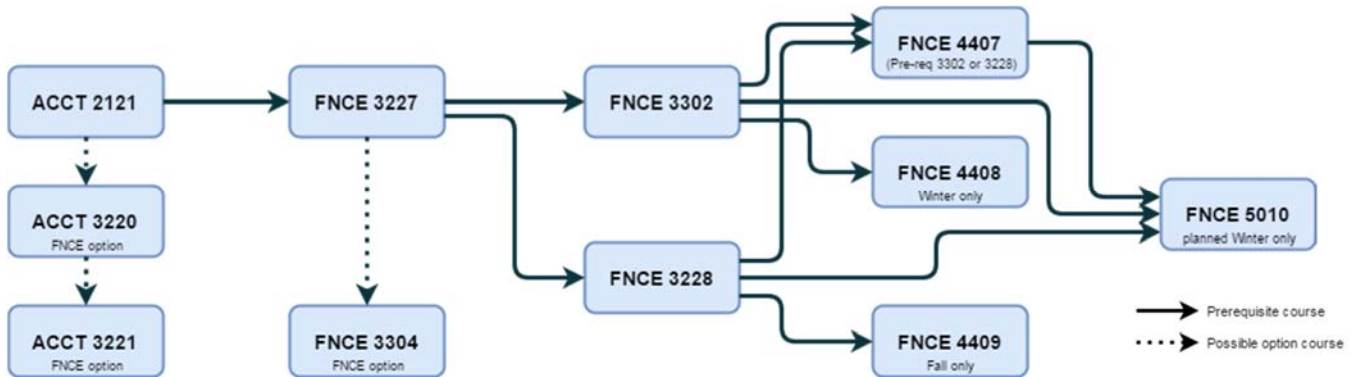 ACCT 2121
ACCT 3220
FNCE option
ACCT 3221
FNCE option
FNCE 3227
FNCE 3304
FNCE option
FNCE 3302
FNCE 3228
FNCE 4407
(Pre-req 3302 or 3228)
FNCE 4408
Winter only
FNCE 4409
Fall only
FNCE 5010
planned Winter only
Prerequisite course
Possible option course